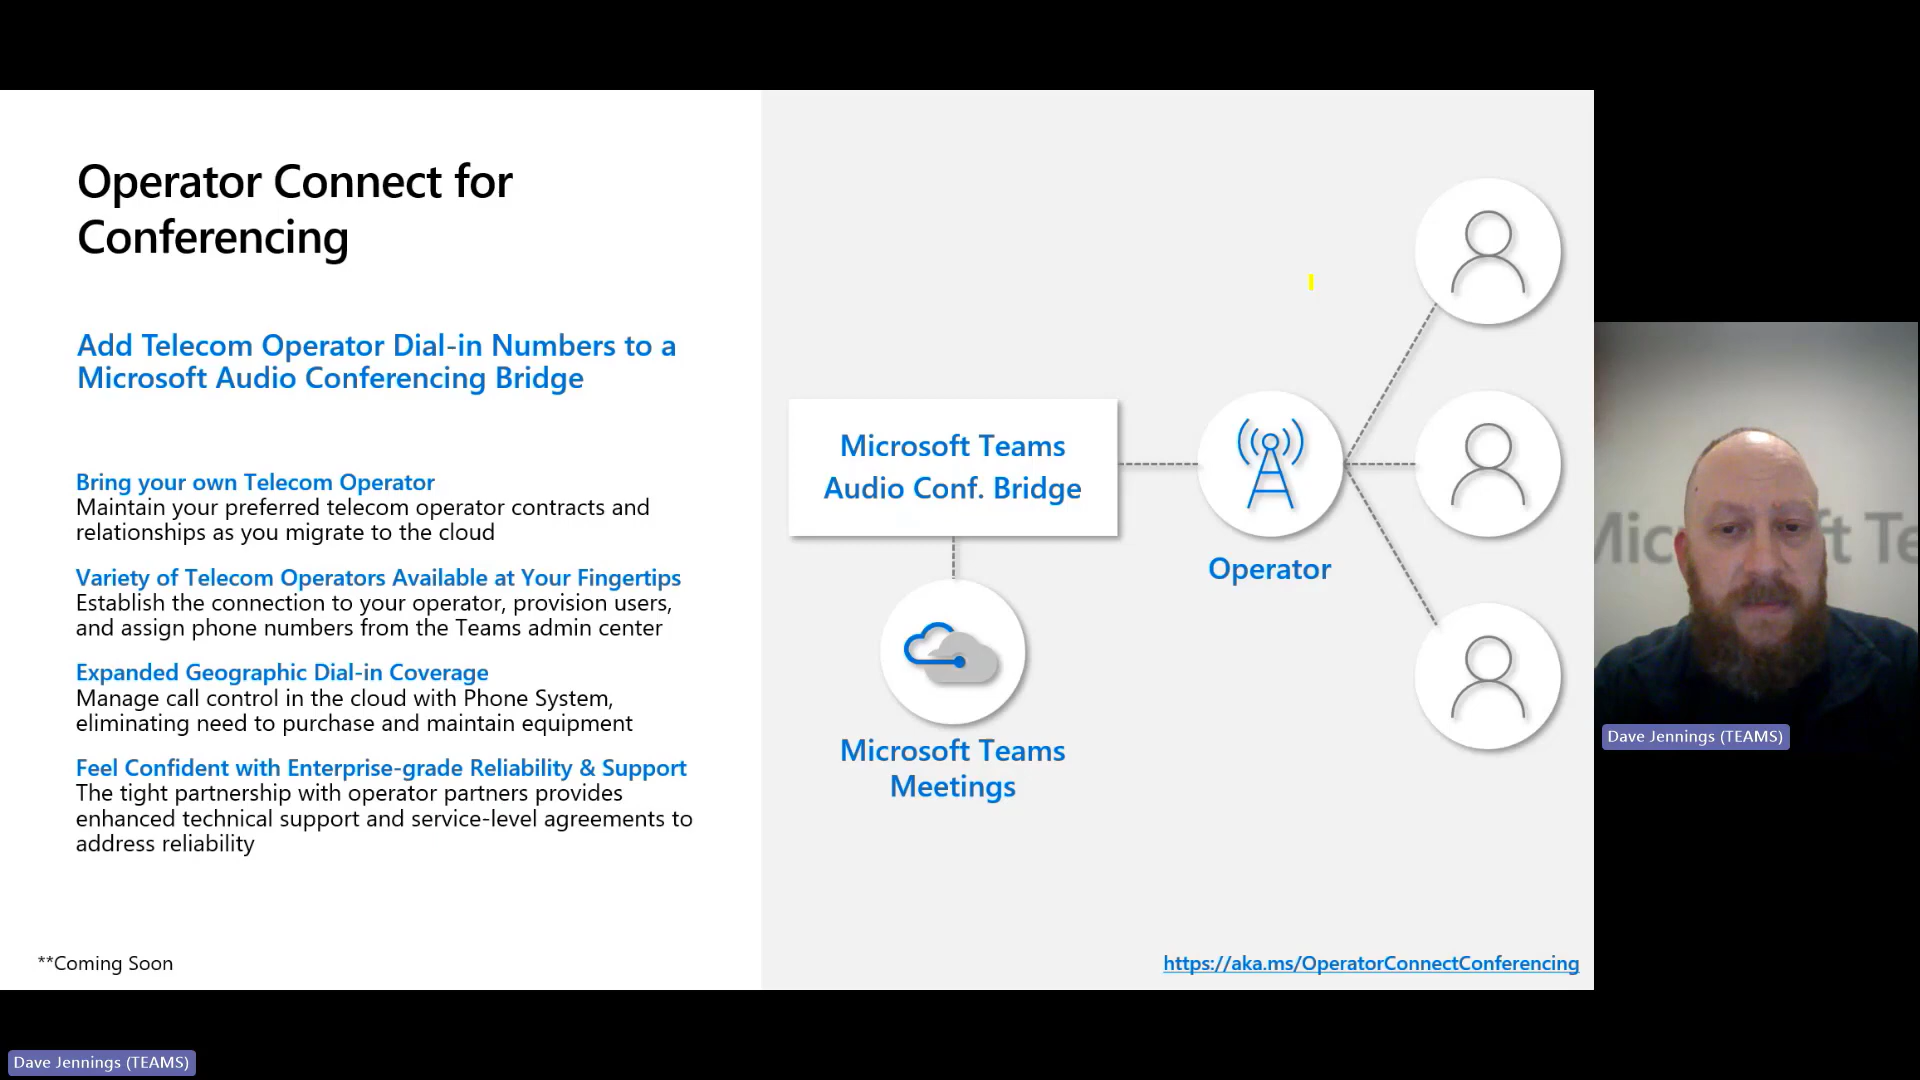 Operator Connect for
Conferencing
Add Telecom Operator Dial-in Numbers to a
Microsoft Audio Conferencing Bridge
Bring your own Telecom Operator
Maintain your preferred telecom operator contracts and
relationships as you migrate to the cloud
Variety of Telecom Operators Available at Your Fingertips
Establish the connection to your operator, provision users,
and assign phone numbers from the Teams admin center
Expanded Geographic Dial-in Coverage
Manage call control in the cloud with Phone System,
eliminating need to purchase and maintain equipment
Feel Confident with Enterprise-grade Reliability & Support
The tight partnership with operator partners provides
enhanced technical support and service-level agreements to
address reliability
**Coming Soon
Microsoft Teams
Audio Conf. Bridge
Operator
Microsoft Teams
Meetings
https://aka.ms/OperatorConnectConferencing
Mic ft Te
Dave Jennings (TEAMS)
Dave Jennings (TEAMS)